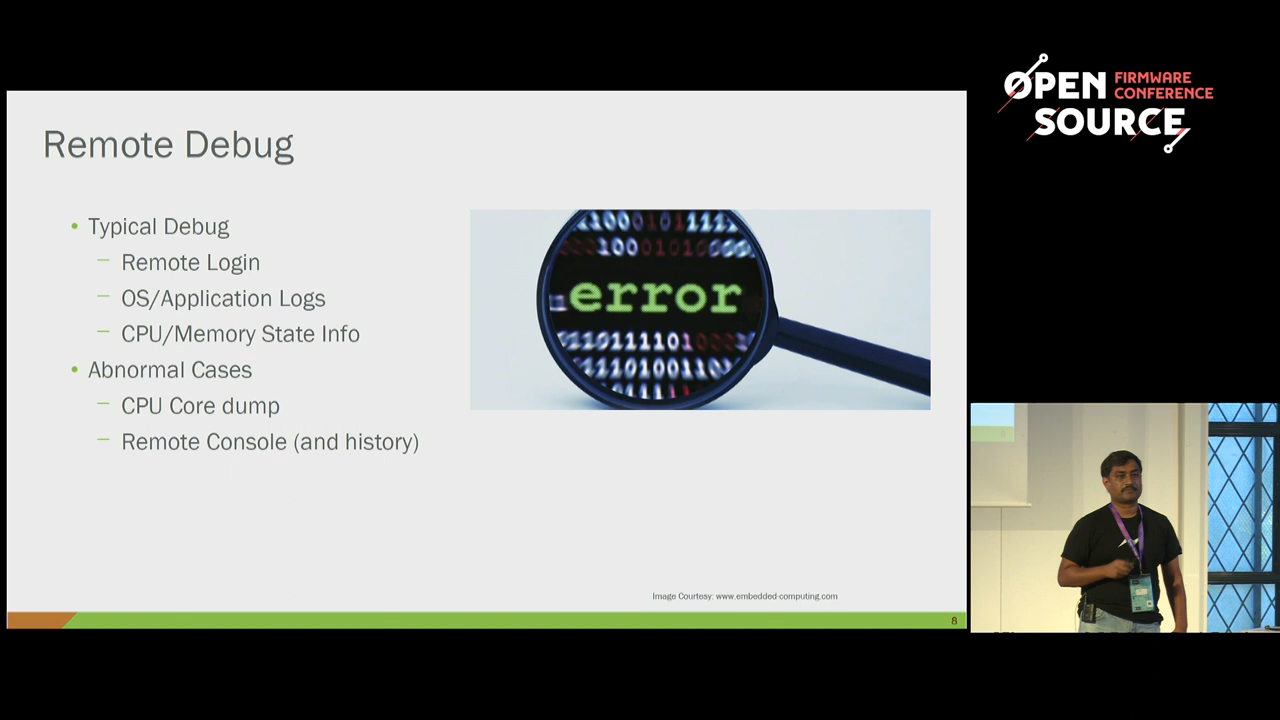 OPEN FIRMWARE CONFERENCE
SOURCE
Remote Debug
• Typical Debug
– Remote Login
– OS/Application Logs
– CPU/Memory State Info
• Abnormal Cases
– CPU Core dump
– Remote Console (and history)
error
Image Courtesy: www.embedded-computing.com
8